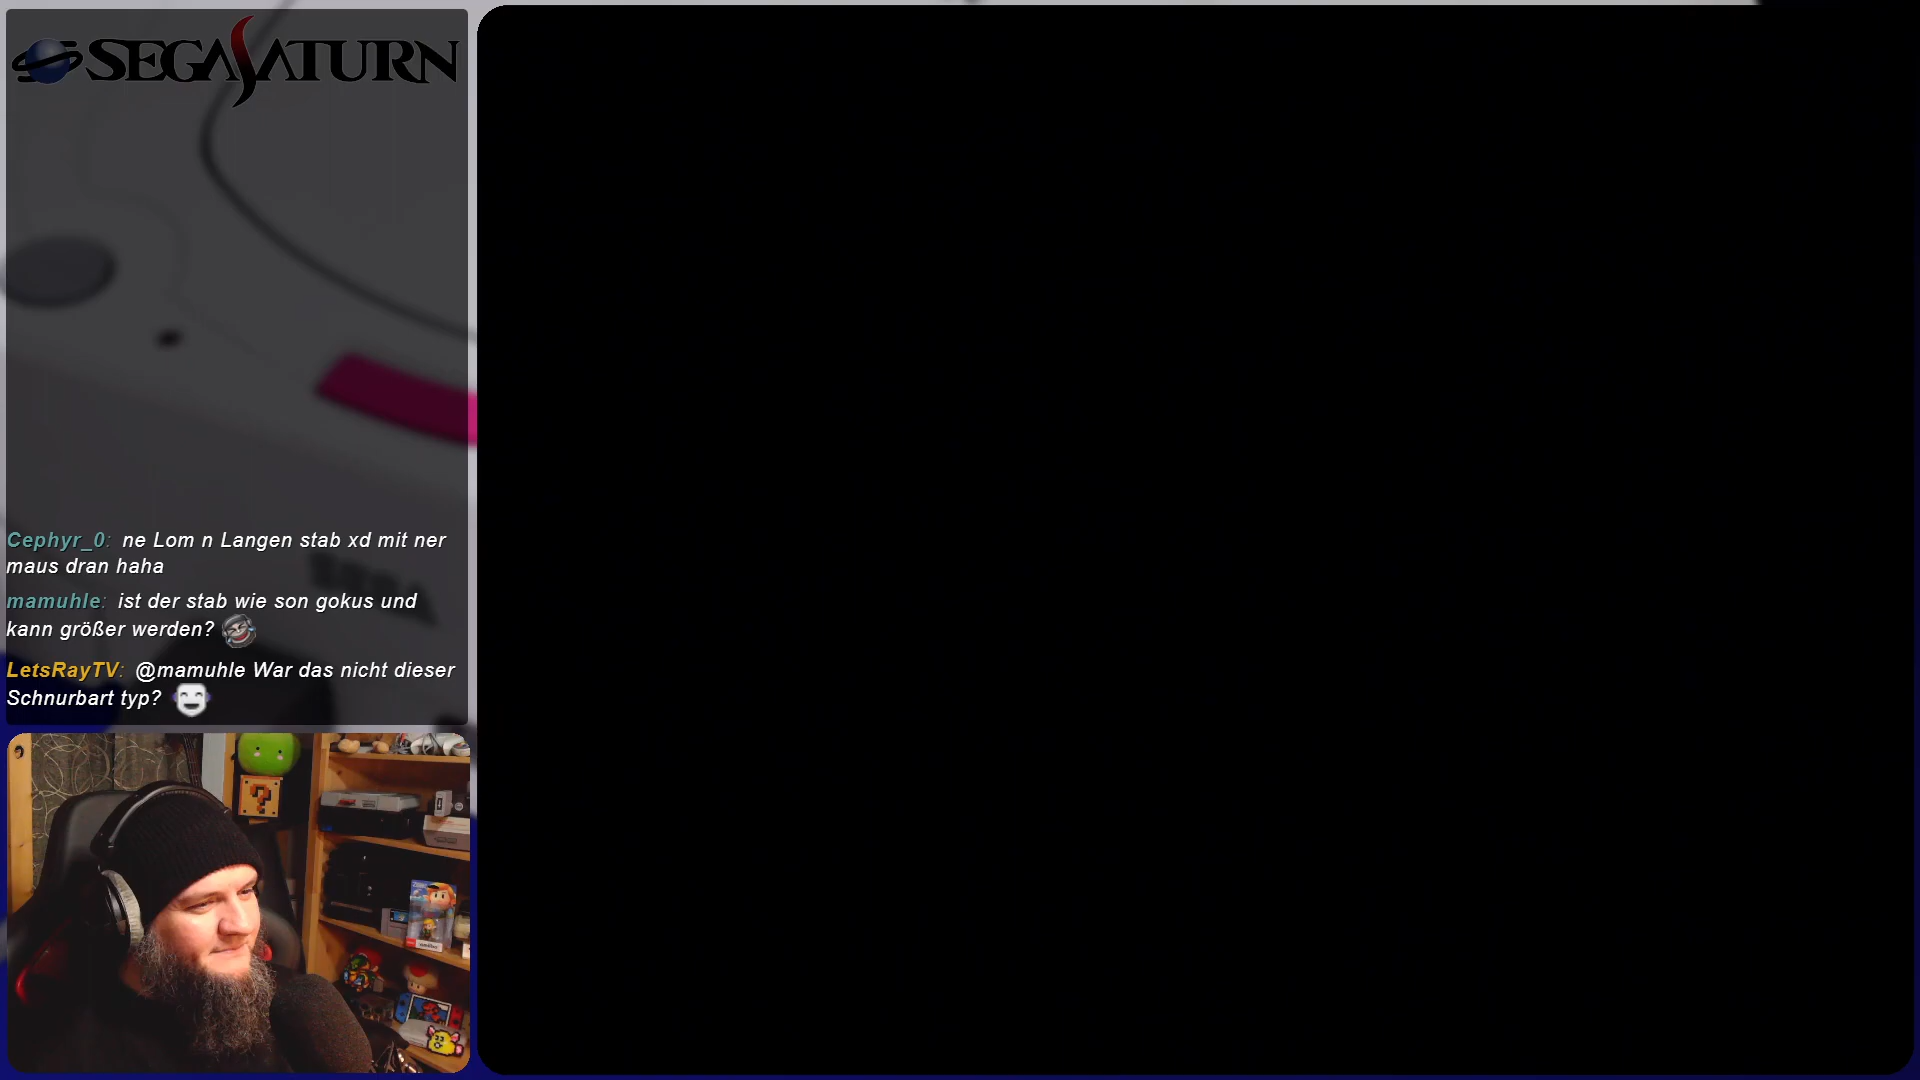 SEGA SATURN
Cephyr_0: ne Lom n Langen stab xd mit ner
maus dran haha
mamuhle: ist der stab wie son gokus und
kann größer werden?
LetsRayTV: @mamuhle War das nicht dieser
Schnurbart typ?
?